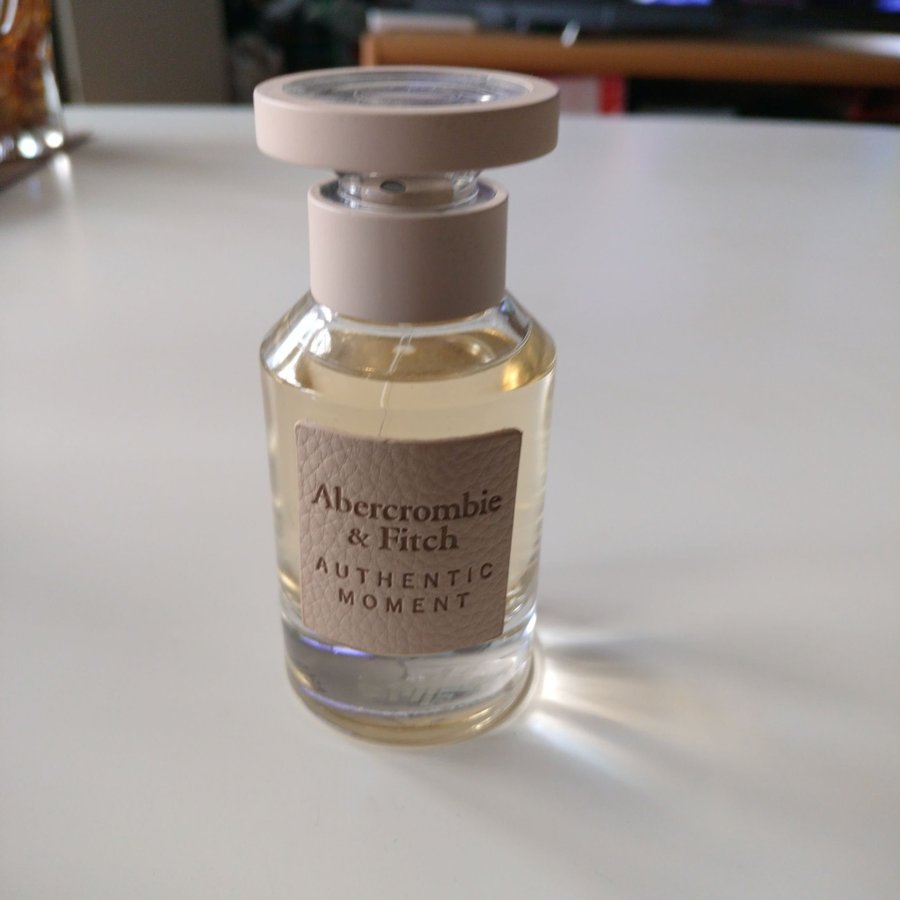 Abercrombie
& Fitch
AUTHENTIC
MOMENT